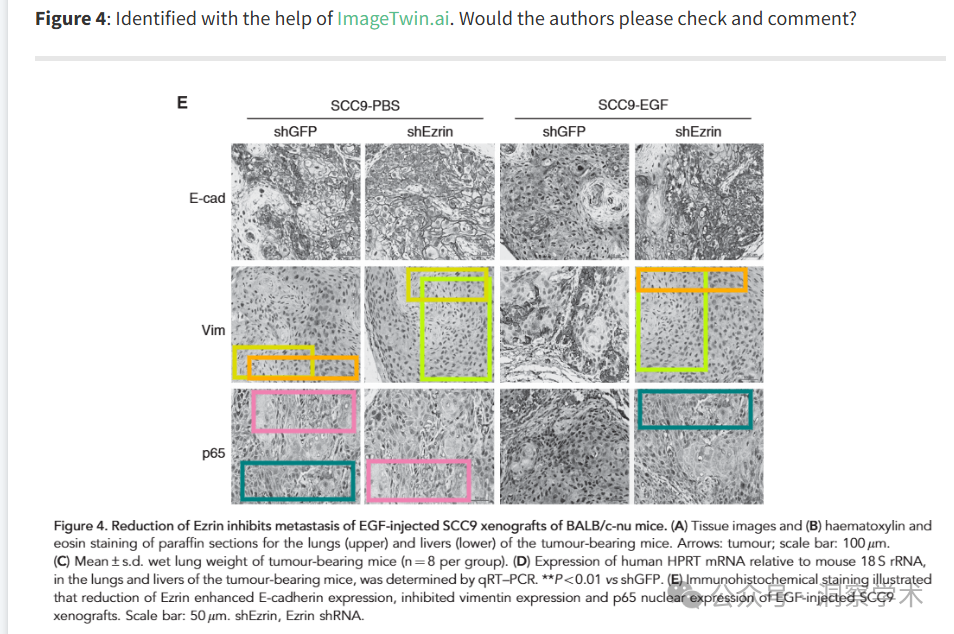 Figure 4: Identified with the help of ImageTwin.ai. Would the authors please check and comment?
E
SCC9-PBS SCC9-EGF
shGFP shEzrin shGFP shEzrin
E-cad
Vim
p65
Figure 4. Reduction of Ezrin inhibits metastasis of EGF-injected SCC9 xenografts of BALB/c-nu mice. (A) Tissue images and (B) haematoxylin and
eosin staining of paraffin sections for the lungs (upper) and livers (lower) of the tumour-bearing mice. Arrows: tumour; scale bar: 100 μm.
(C) Mean ± s.d. wet lung weight of tumour-bearing mice (n = 8 per group). (D) Expression of human HPRT mRNA relative to mouse 18 S rRNA,
in the lungs and livers of the tumour-bearing mice, was determined by qRT–PCR. **P<0.01 vs shGFP. (E) Immunohistochemical staining illustrated
that reduction of Ezrin enhanced E-cadherin expression, inhibited vimentin expression and p65 nuclear expression of EGF-injected SCC9
xenografts. Scale bar: 50 μm. shEzrin, Ezrin shRNA.
公众号 · 洞察学术